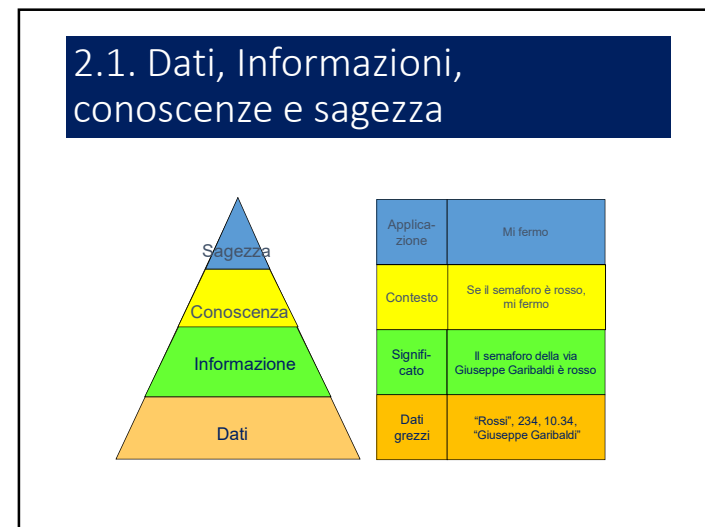 2.1. Dati, Informazioni,
conoscenze e sagezza
Sagezza
Conoscenza
Informazione
Dati
Applica-
zione
Mi fermo
Contesto
Se il semaforo è rosso,
mi fermo
Signifi-
cato
Il semaforo della via
Giuseppe Garibaldi è rosso
Dati
grezzi
“Rossi”, 234, 10.34,
“Giuseppe Garibaldi”